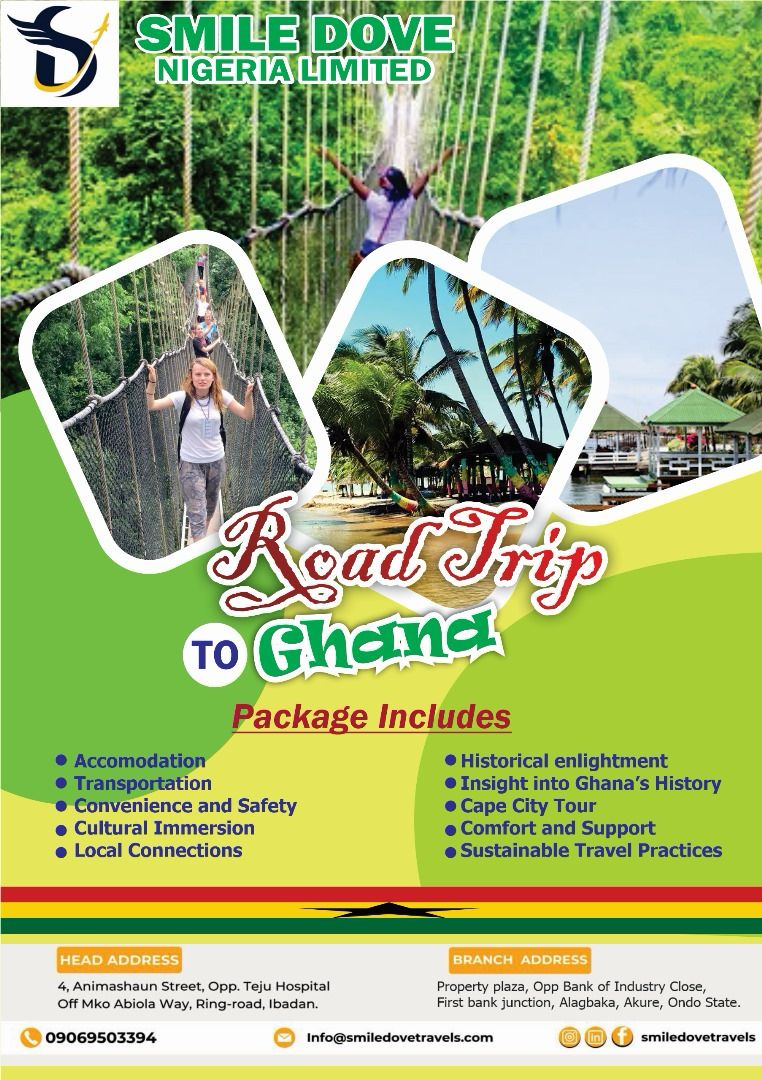 SMILE DOVE
NIGERIA LIMITED
Road Trip
TO Ghana
Package Includes
Accomodation
Transportation
Convenience and Safety
Cultural Immersion
Local Connections
Historical enlightment
Insight into Ghana's History
Cape City Tour
Comfort and Support
Sustainable Travel Practices
HEAD ADDRESS
4, Animashaun Street, Opp. Teju Hospital
Off Mko Abiola Way, Ring-road, Ibadan.
BRANCH ADDRESS
Property plaza, Opp Bank of Industry Close,
First bank junction, Alagbaka, Akure, Ondo State.
09069503394
Info@smiledovetravels.com
smiledovetravels